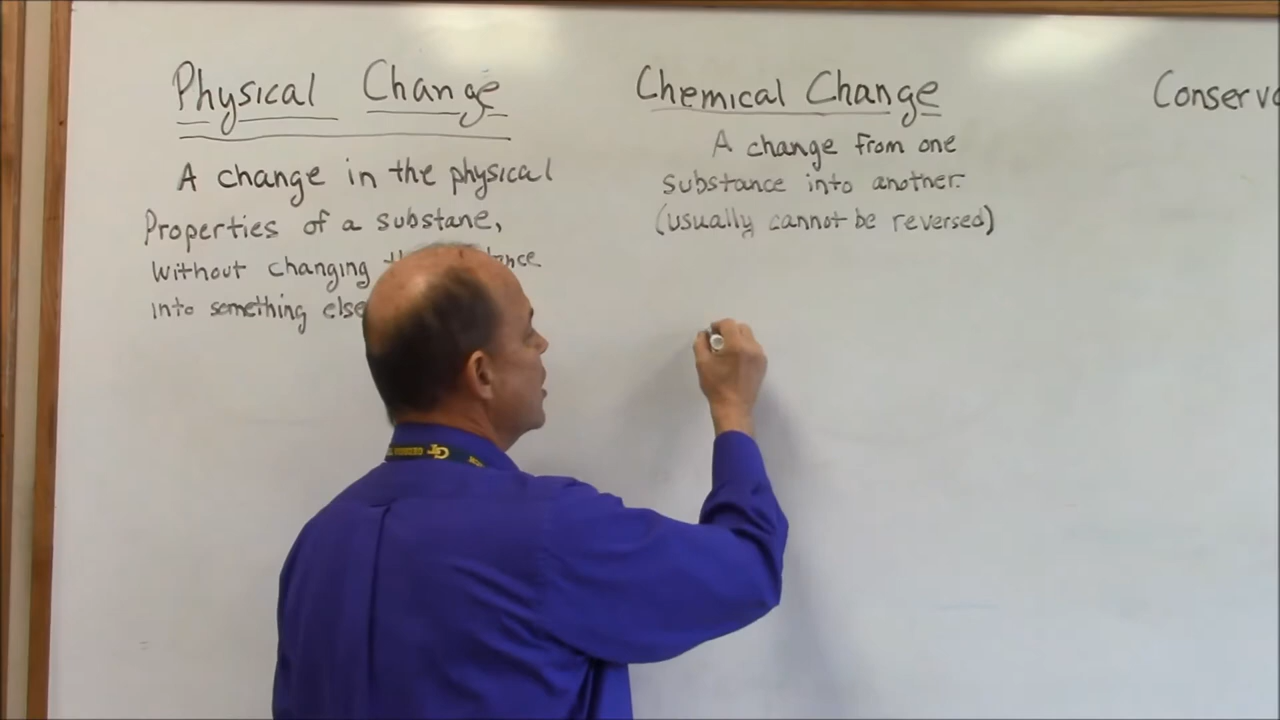 Physical Change
A change in the physical
Properties of a substane,
without changing
into something else
Chemical Change
A change from one
substance into another.
(usually cannot be reversed)
GT